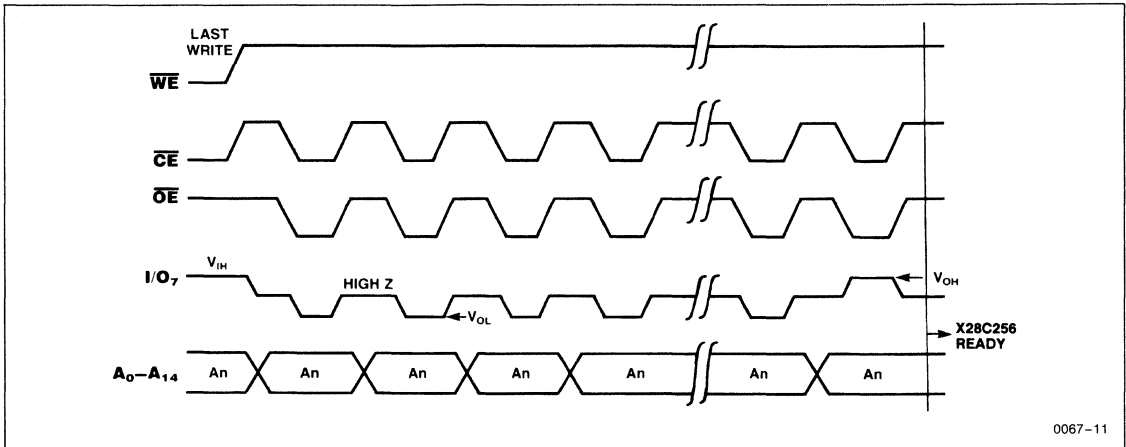 LAST
WRITE
WE
CE
OE
I/O7
VIH
HIGH Z
VOL
VOH
X28C256
READY
A0–A14
An
An
An
An
An
An
An
0067–11